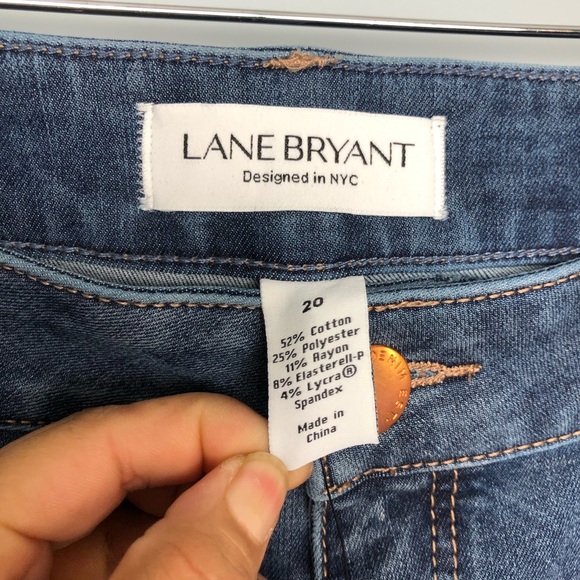 LANE BRYANT
Designed in NYC
20
52% Cotton
25% Polyester
11% Rayon
8% Elasterell-P
4% Lycra®
Spandex
Made in
China